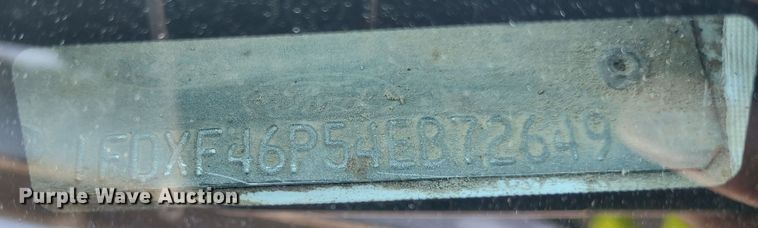 1FDXF46P54EB72649
Purple Wave Auction